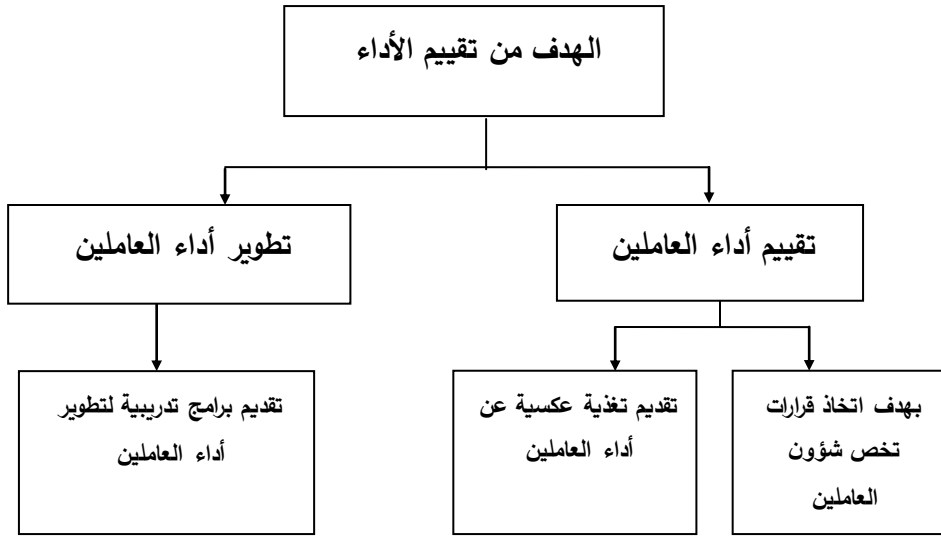 الهدف من تقييم الأداء
تقييم أداء العاملين
تطوير أداء العاملين
بهدف اتخاذ قرارات
تخص شؤون
العاملين
تقديم تغذية عكسية عن
أداء العاملين
تقديم برامج تدريبية لتطوير
أداء العاملين